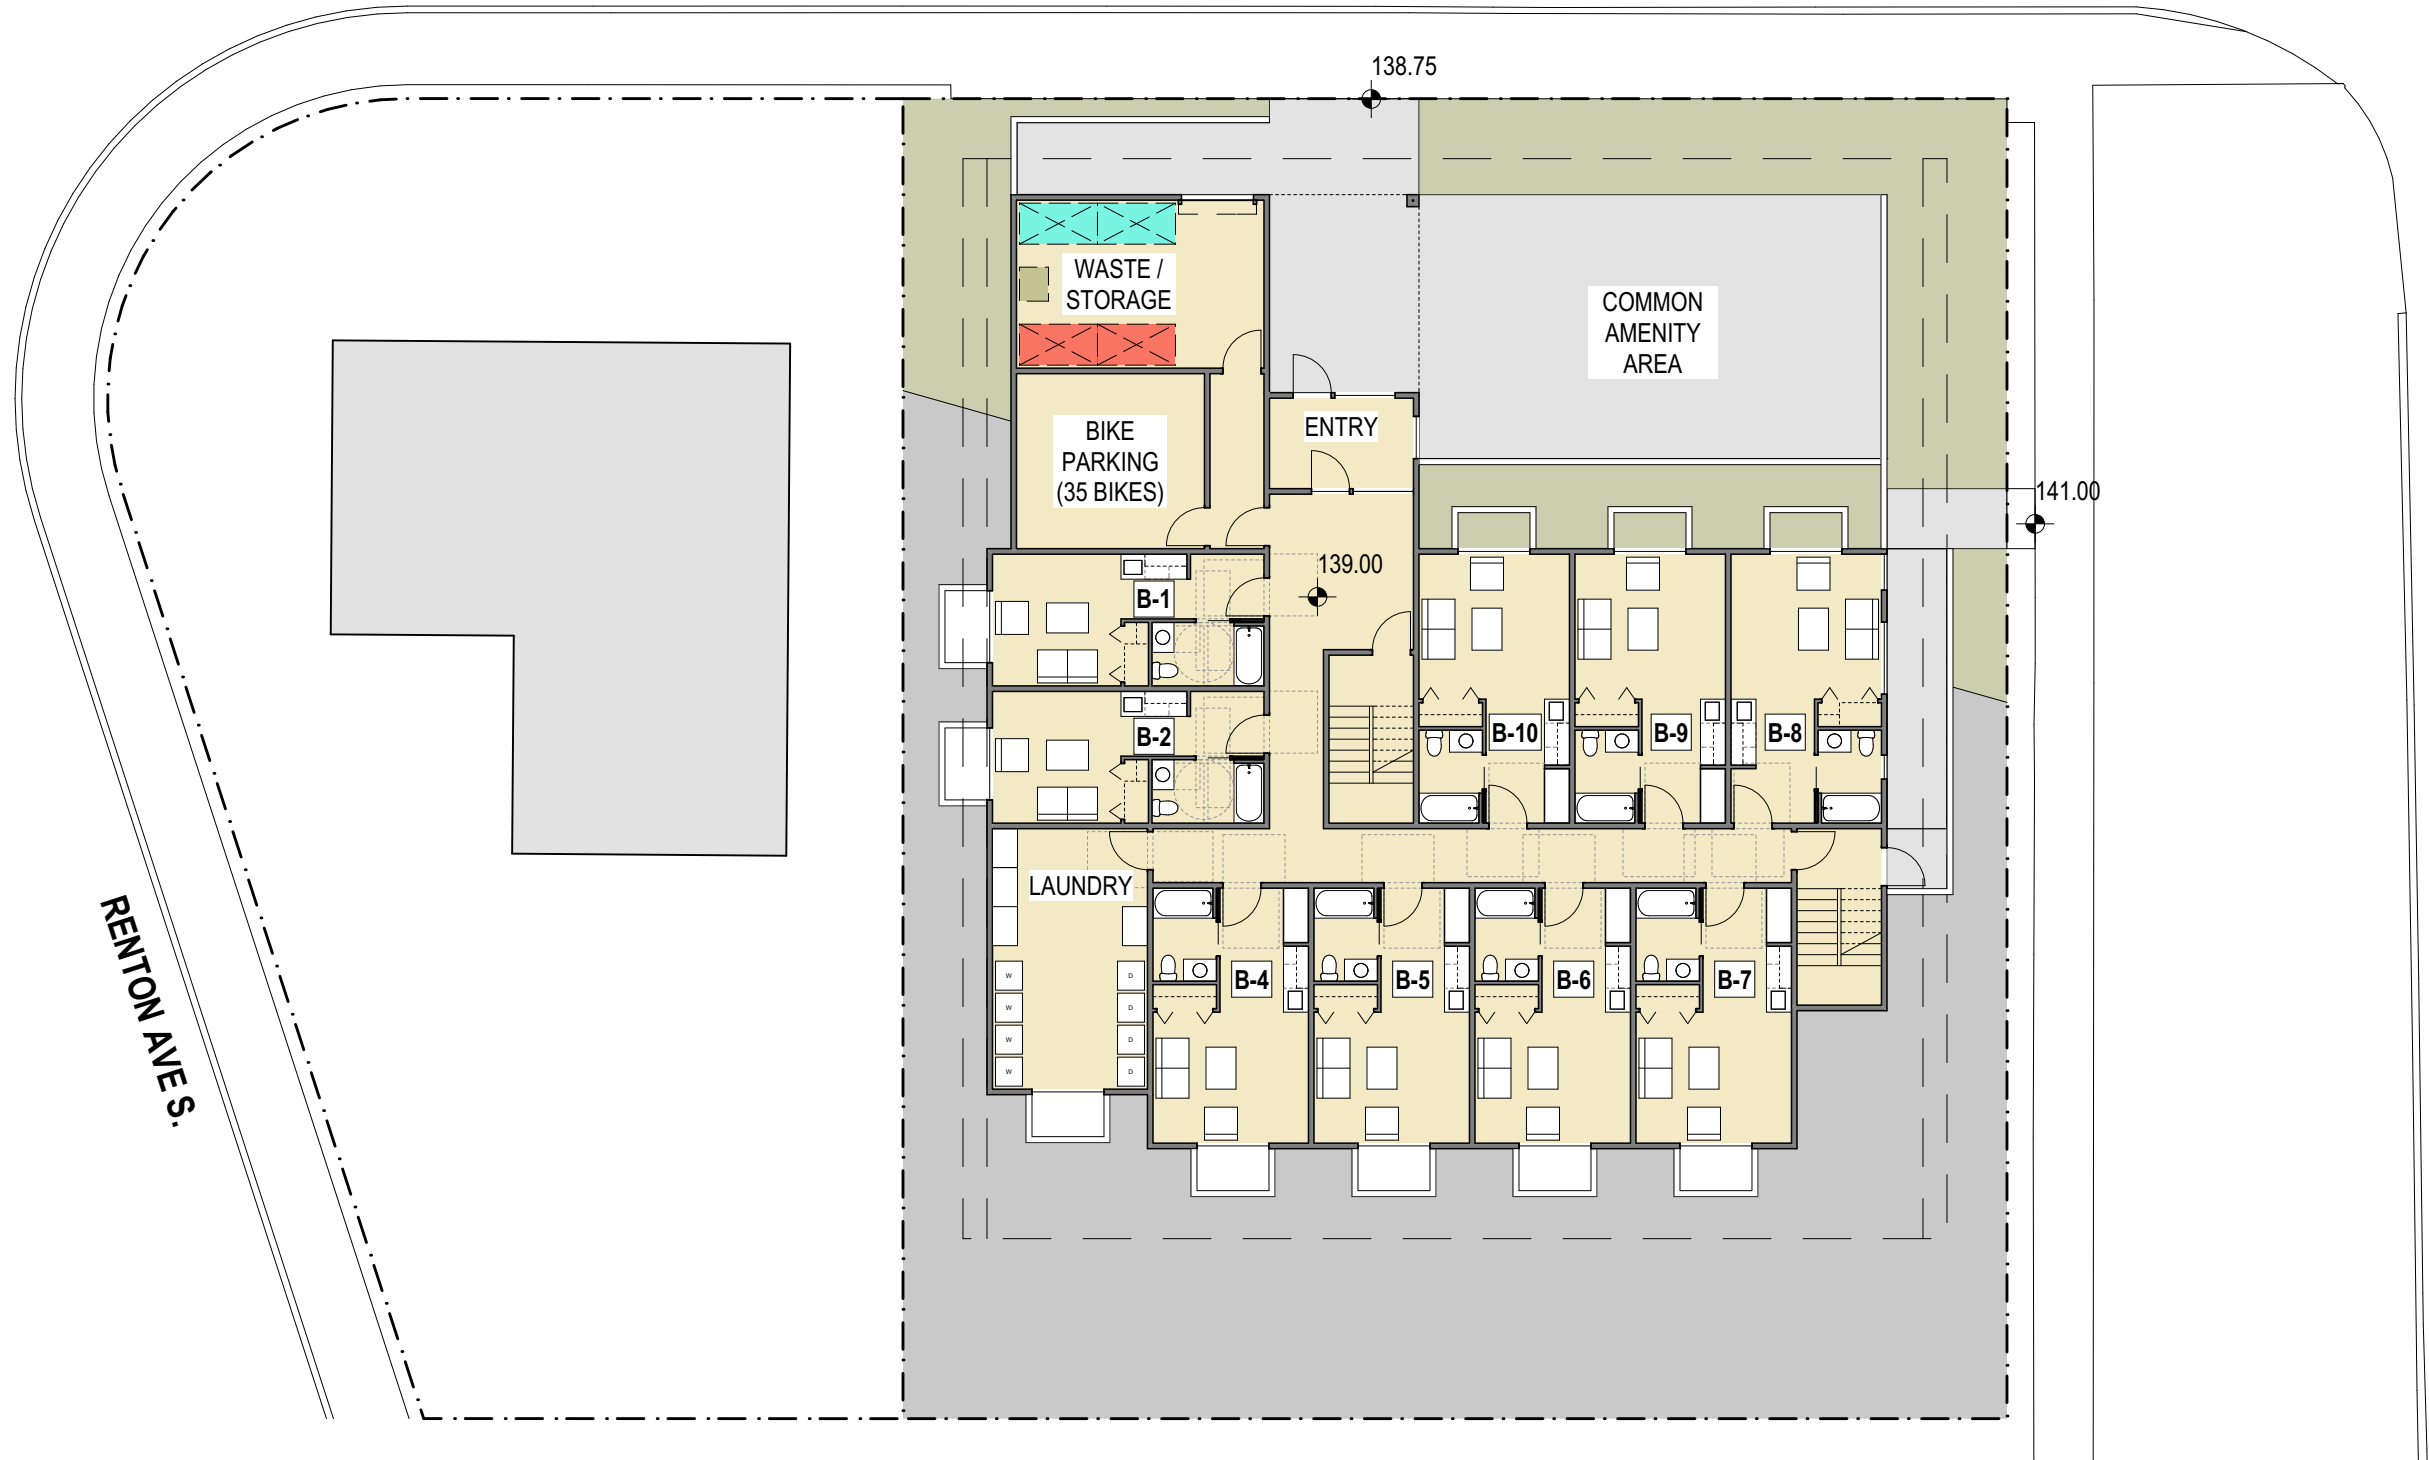 138.75
WASTE /
STORAGE
COMMON
AMENITY
AREA
BIKE
PARKING
(35 BIKES)
ENTRY
141.00
139.00
B-1
B-2
B-10
B-9
B-8
LAUNDRY
B-4
B-5
B-6
B-7
W
D
W
D
W
D
W
D
RENTON AVE S.